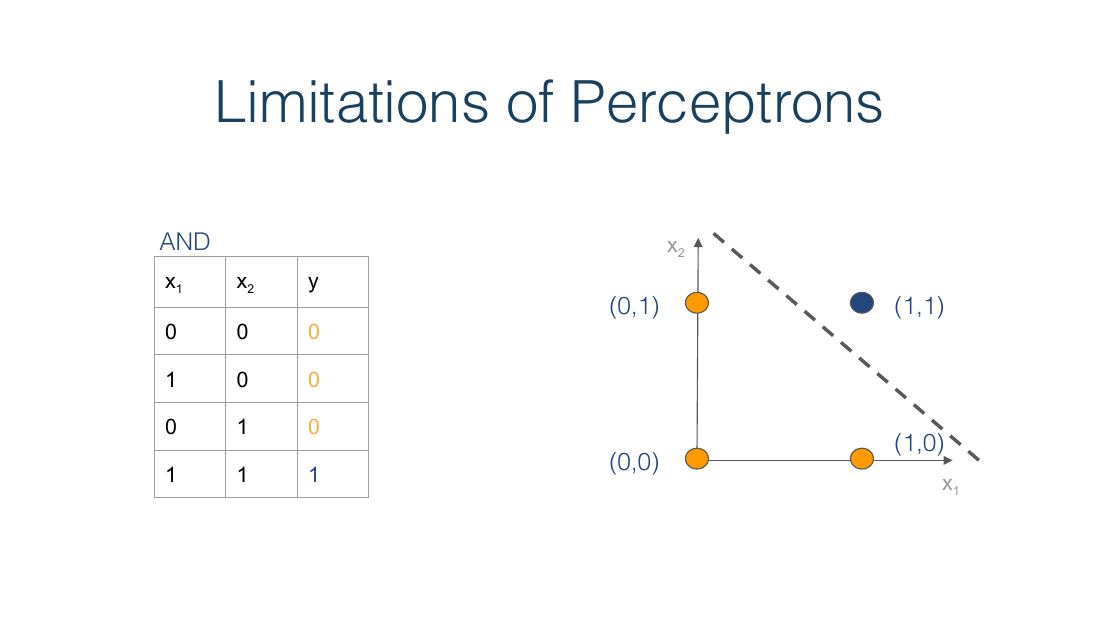 Limitations of Perceptrons
AND
x₁ x₂ y
0 0 0
1 0 0
0 1 0
1 1 1
x₂
(0,1) (1,1)
(1,0)
(0,0)
x₁